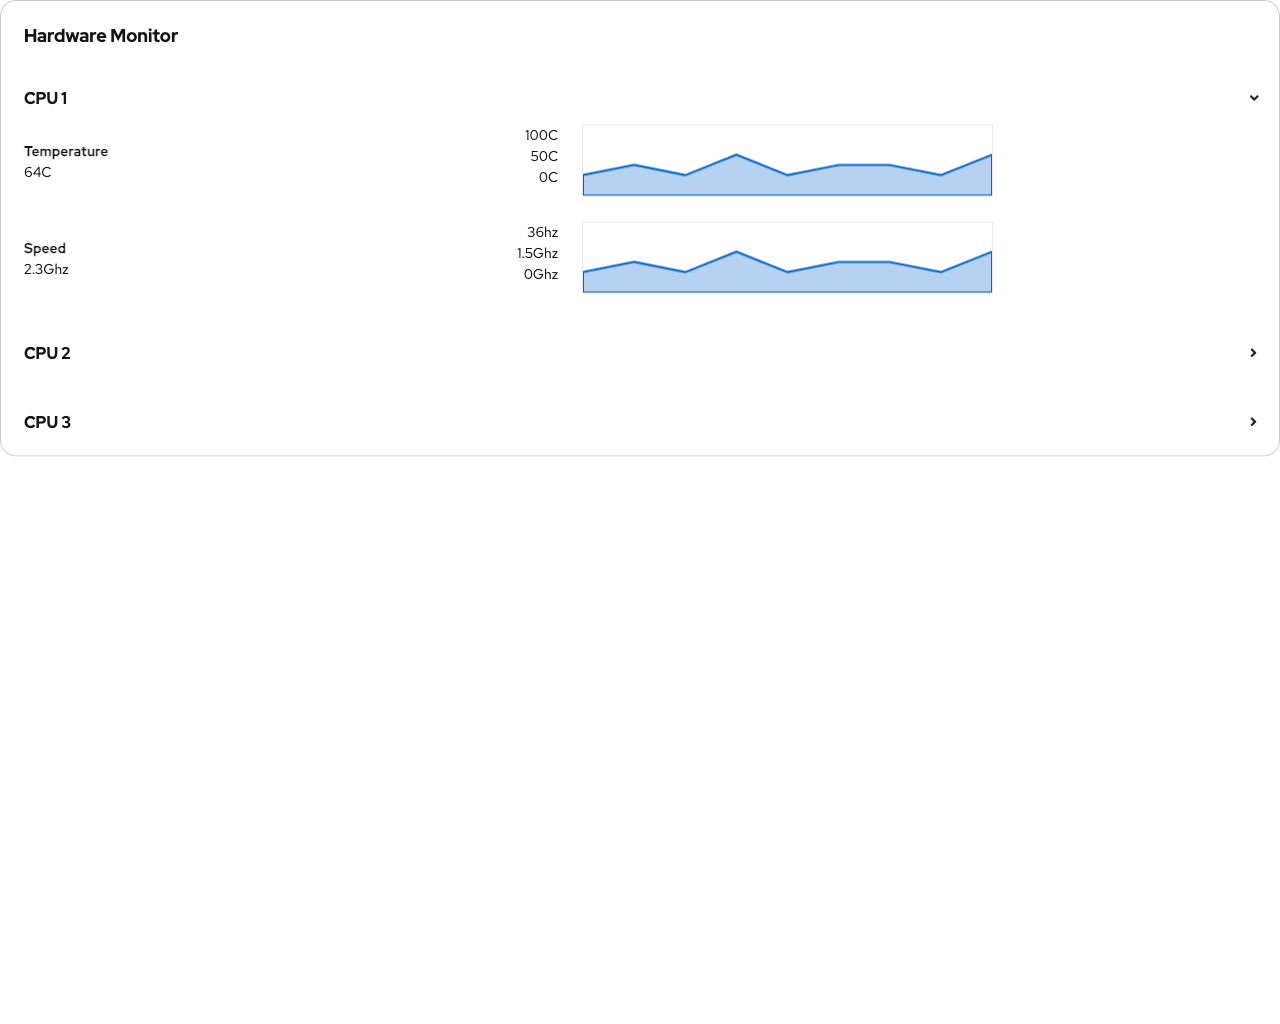 Hardware Monitor
CPU 1
Temperature
64C
100C
50C
0C
Speed
2.3Ghz
36hz
1.5Ghz
0Ghz
CPU 2
CPU 3